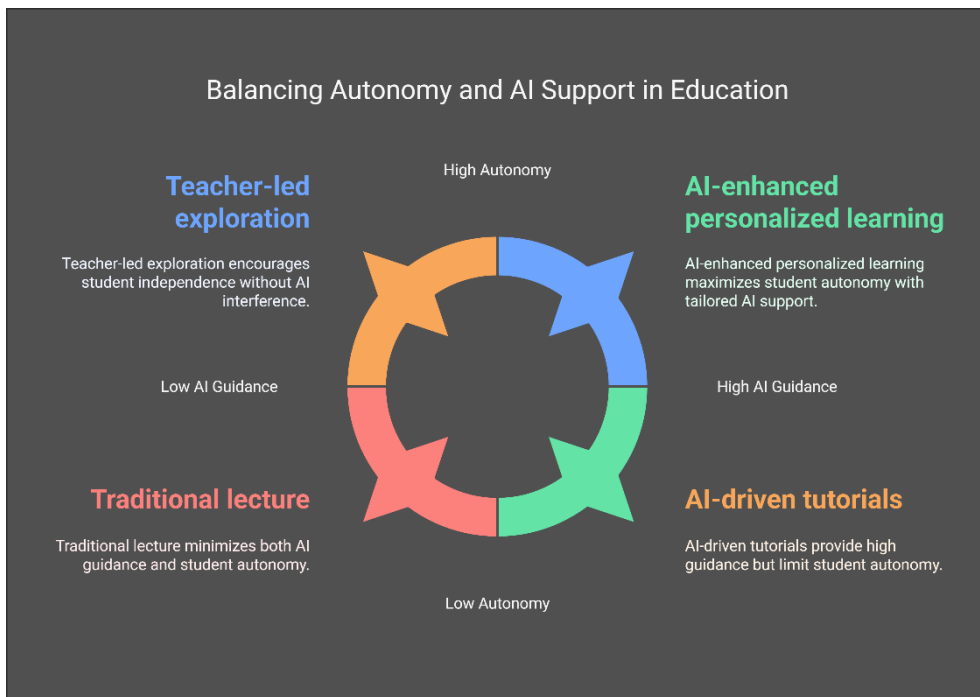 Balancing Autonomy and AI Support in Education
High Autonomy
Teacher-led
exploration
Teacher-led exploration encourages
student independence without AI
interference.
AI-enhanced
personalized learning
AI-enhanced personalized learning
maximizes student autonomy with
tailored AI support.
Low AI Guidance
High AI Guidance
Traditional lecture
Traditional lecture minimizes both AI
guidance and student autonomy.
AI-driven tutorials
AI-driven tutorials provide high
guidance but limit student autonomy.
Low Autonomy